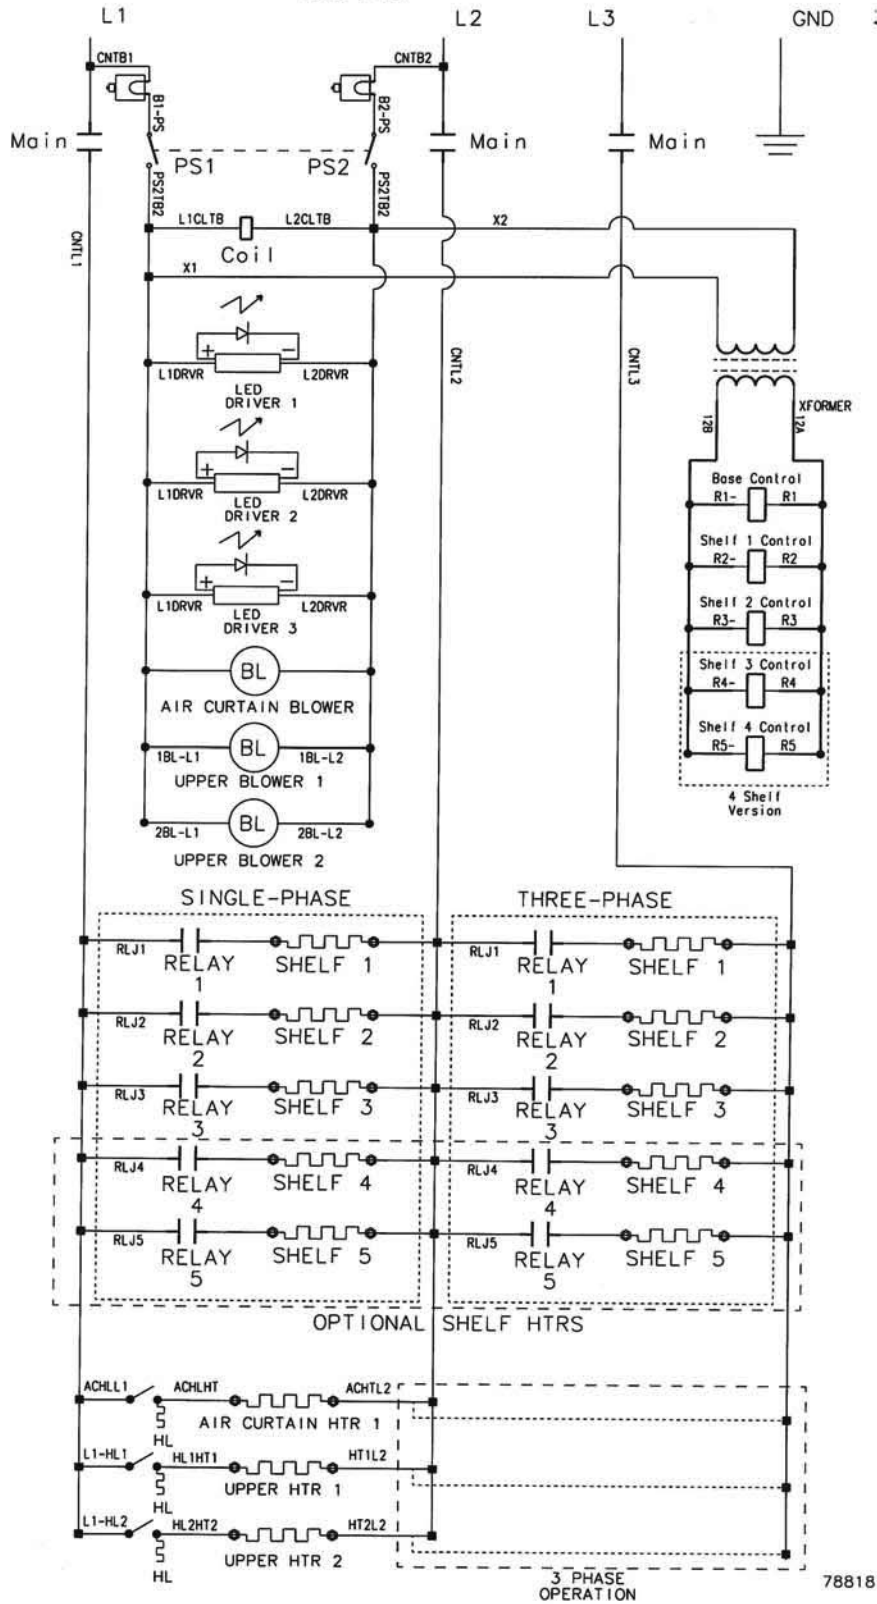 L1 L2 L3 GND
CNTB1 CNTB2
B1-PS B2-PS
Main PS1 PS2 Main Main
PS2TB2 PS2TB2
L1CLTB L2CLTB X2
Coil
CNTL1
X1
+ −
L1DRVR L2DRVR
LED
DRIVER 1
CNTL2 CNTL3
XFORMER
12B 12A
+ −
L1DRVR L2DRVR
LED
DRIVER 2
Base Control
R1- R1
Shelf 1 Control
R2- R2
+ −
L1DRVR L2DRVR
LED
DRIVER 3
Shelf 2 Control
R3- R3
Shelf 3 Control
R4- R4
BL
AIR CURTAIN BLOWER
Shelf 4 Control
R5- R5
1BL-L1 BL 1BL-L2
UPPER BLOWER 1
4 Shelf
Version
2BL-L1 BL 2BL-L2
UPPER BLOWER 2
SINGLE-PHASE THREE-PHASE
RLJ1 RELAY SHELF 1 RLJ1 RELAY SHELF 1
1 1
RLJ2 RELAY SHELF 2 RLJ2 RELAY SHELF 2
2 2
RLJ3 RELAY SHELF 3 RLJ3 RELAY SHELF 3
3 3
RLJ4 RELAY SHELF 4 RLJ4 RELAY SHELF 4
4 4
RLJ5 RELAY SHELF 5 RLJ5 RELAY SHELF 5
5 5
OPTIONAL SHELF HTRS
ACHLL1 ACHLHT ACHTL2
HL AIR CURTAIN HTR 1
L1-HL1 HL1HT1 HT1L2
HL UPPER HTR 1
L1-HL2 HL2HT2 HT2L2
HL UPPER HTR 2
3 PHASE
OPERATION
78818